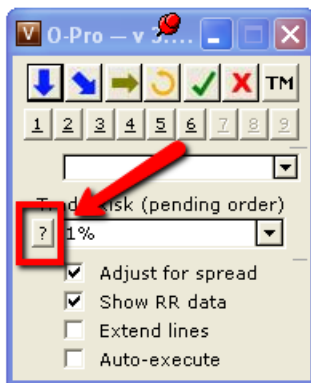 V O-Pro — v 3....
TM
1 2 3 4 5 6 7 8 9
risk (pending order)
? 1%
Adjust for spread
Show RR data
Extend lines
Auto-execute